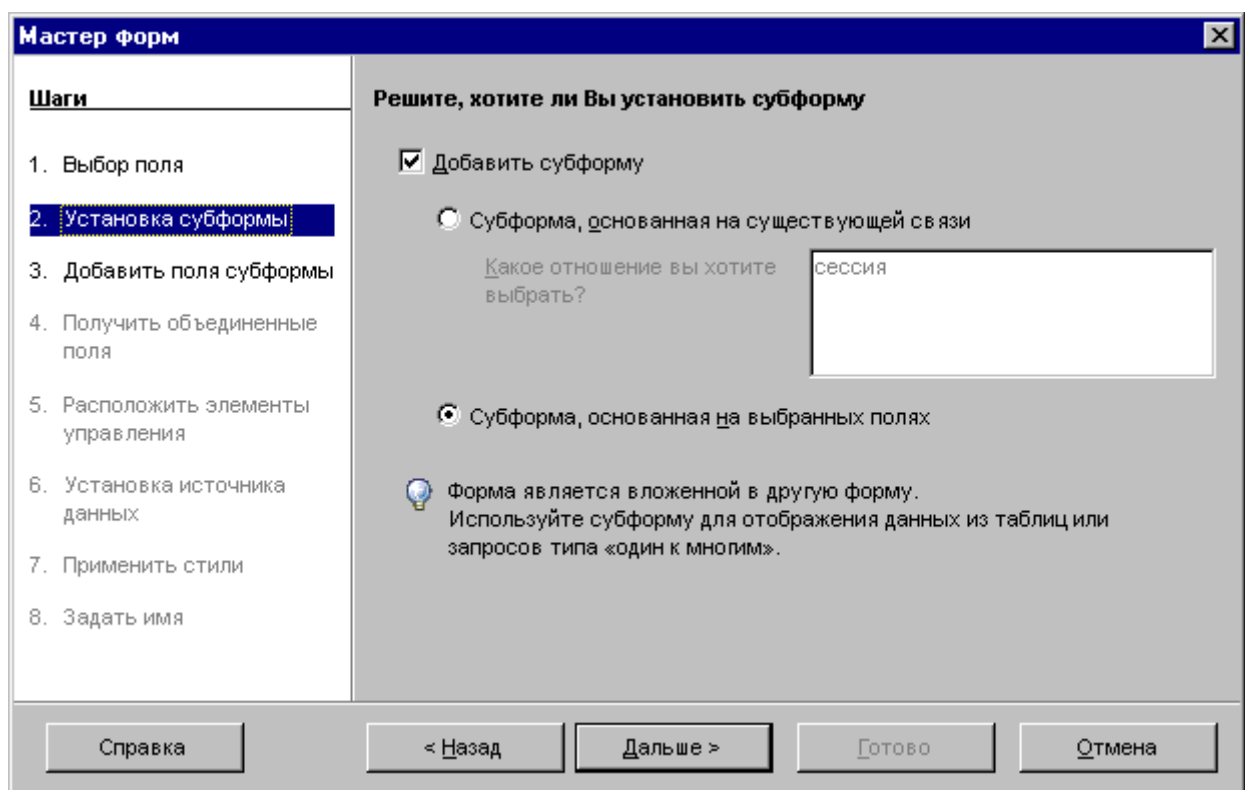 Мастер форм
Шаги
1. Выбор поля
2. Установка субформы
3. Добавить поля субформы
4. Получить объединенные
поля
5. Расположить элементы
управления
6. Установка источника
данных
7. Применить стили
8. Задать имя
Решите, хотите ли Вы установить субформу
Добавить субформу
Субформа, основанная на существующей связи
Какое отношение вы хотите
выбрать?
сессия
Субформа, основанная на выбранных полях
Форма является вложенной в другую форму.
Используйте субформу для отображения данных из таблиц или
запросов типа «один к многим».
Справка
< Назад
Дальше >
Готово
Отмена